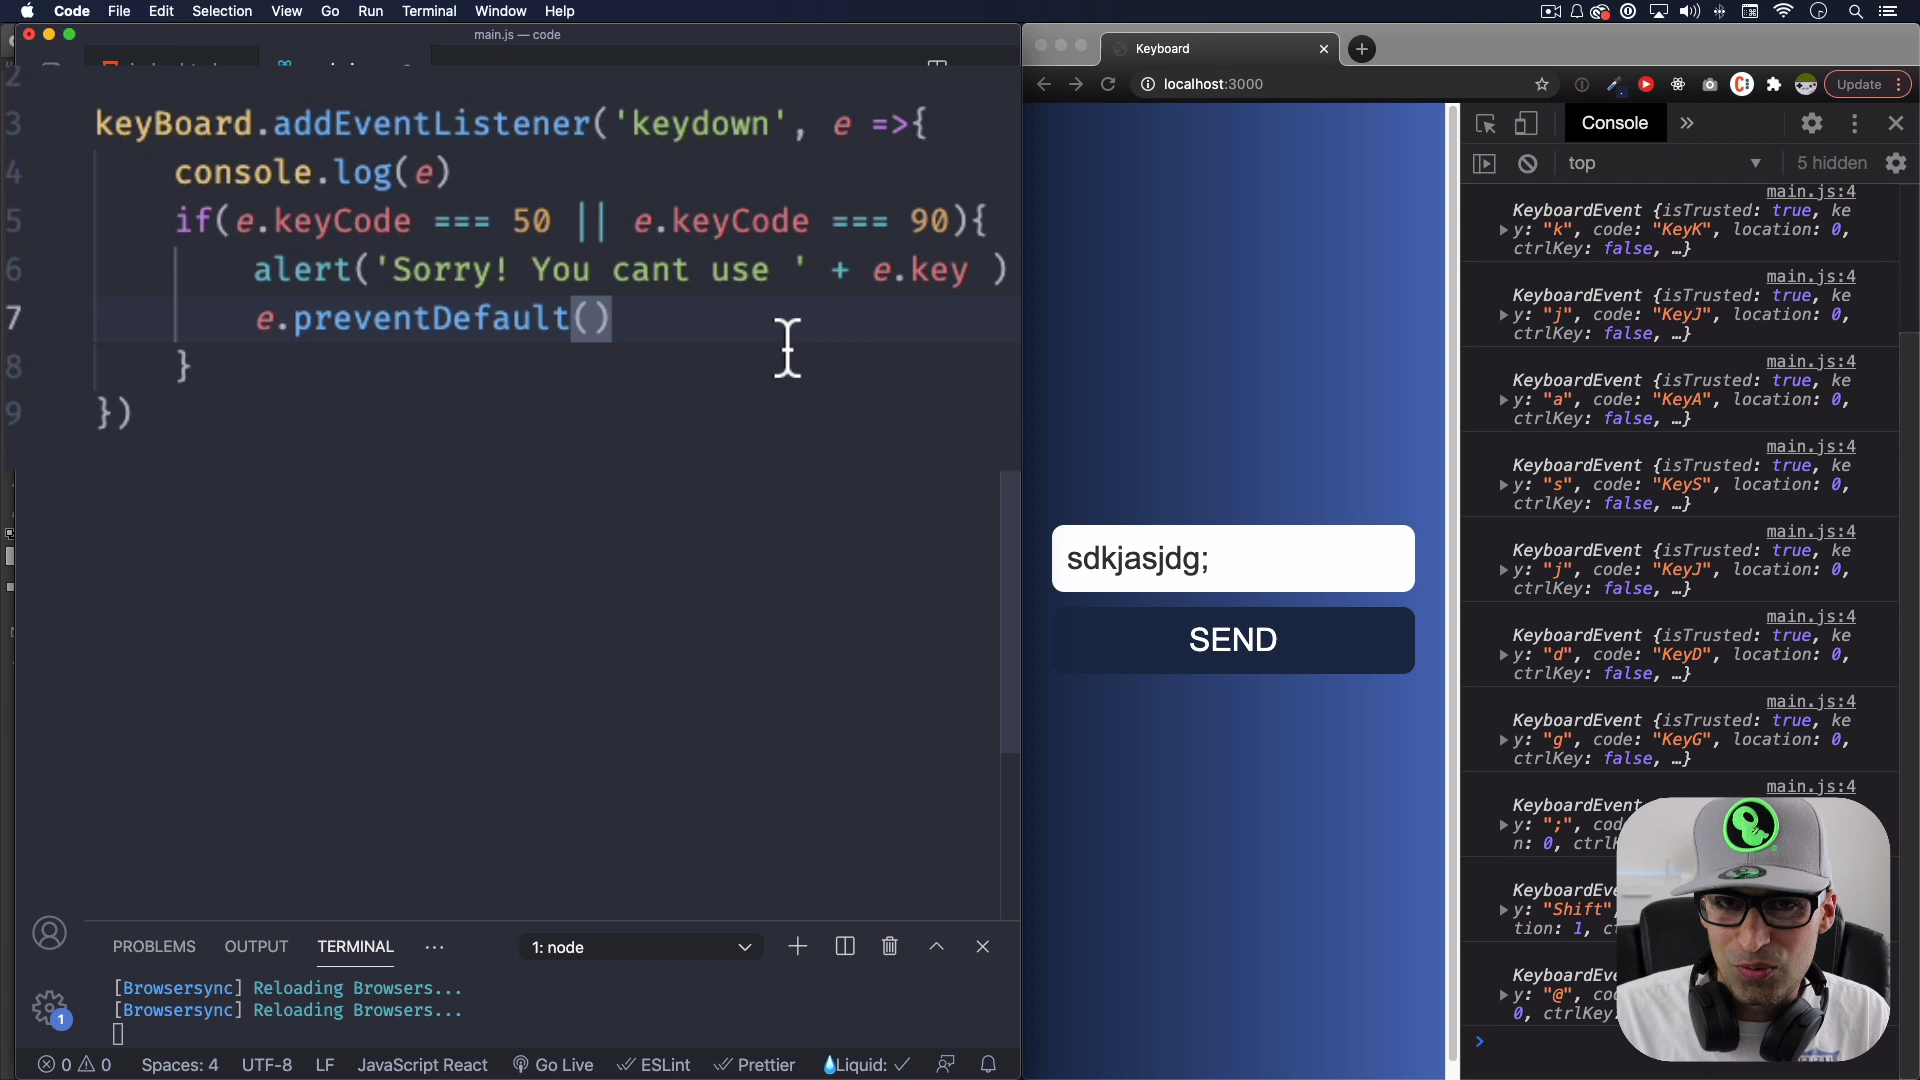 Code File Edit Selection View Go Run Terminal Window Help
main.js — code
2
3 keyBoard.addEventListener('keydown', e =>{
4 console.log(e)
5 if(e.keyCode === 50 || e.keyCode === 90){
6 alert('Sorry! You cant use ' + e.key )
7 e.preventDefault()
8 }
9 })
PROBLEMS OUTPUT TERMINAL ... 1: node
[Browsersync] Reloading Browsers...
[Browsersync] Reloading Browsers...
1
0 0 Spaces: 4 UTF-8 LF JavaScript React Go Live ESLint Prettier Liquid:
Keyboard
localhost:3000 Update
sdkjasjdg;
SEND
Console »
top 5 hidden
main.js:4
KeyboardEvent {isTrusted: true, ke
y: "k", code: "KeyK", location: 0,
ctrlKey: false, …}
main.js:4
KeyboardEvent {isTrusted: true, ke
y: "j", code: "KeyJ", location: 0,
ctrlKey: false, …}
main.js:4
KeyboardEvent {isTrusted: true, ke
y: "a", code: "KeyA", location: 0,
ctrlKey: false, …}
main.js:4
KeyboardEvent {isTrusted: true, ke
y: "s", code: "KeyS", location: 0,
ctrlKey: false, …}
main.js:4
KeyboardEvent {isTrusted: true, ke
y: "j", code: "KeyJ", location: 0,
ctrlKey: false, …}
main.js:4
KeyboardEvent {isTrusted: true, ke
y: "d", code: "KeyD", location: 0,
ctrlKey: false, …}
main.js:4
KeyboardEvent {isTrusted: true, ke
y: "g", code: "KeyG", location: 0,
ctrlKey: false, …}
main.js:4
KeyboardEvent
y: ";", cod
n: 0, ctrl
KeyboardEve
y: "Shift",
tion: 1, c
KeyboardEve
y: "@", co
0, ctrlKey: